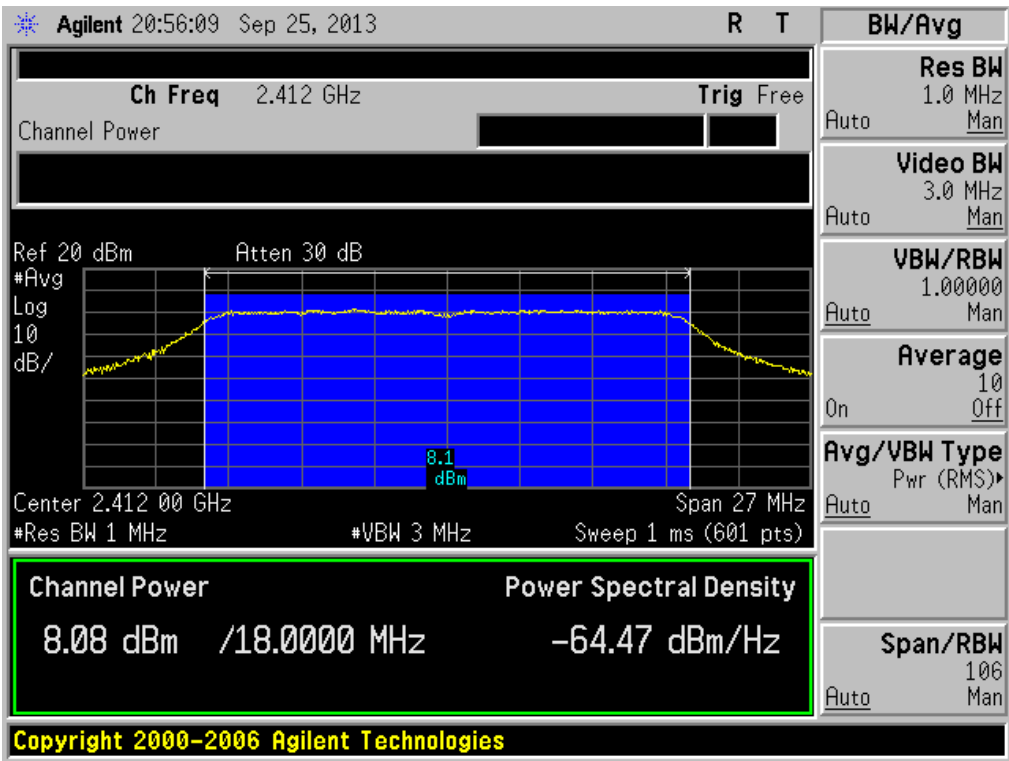 Agilent 20:56:09 Sep 25, 2013 R T
BW/Avg
Ch Freq 2.412 GHz Trig Free
Channel Power
Ref 20 dBm Atten 30 dB
#Avg
Log
10
dB/
8.1
dBm
Center 2.412 00 GHz Span 27 MHz
#Res BW 1 MHz #VBW 3 MHz Sweep 1 ms (601 pts)
Channel Power Power Spectral Density
8.08 dBm /18.0000 MHz -64.47 dBm/Hz
Res BW
1.0 MHz
Auto Man
Video BW
3.0 MHz
Auto Man
VBW/RBW
1.00000
Auto Man
Average
10
On Off
Avg/VBW Type
Pwr (RMS)▸
Auto Man
Span/RBW
106
Auto Man
Copyright 2000-2006 Agilent Technologies